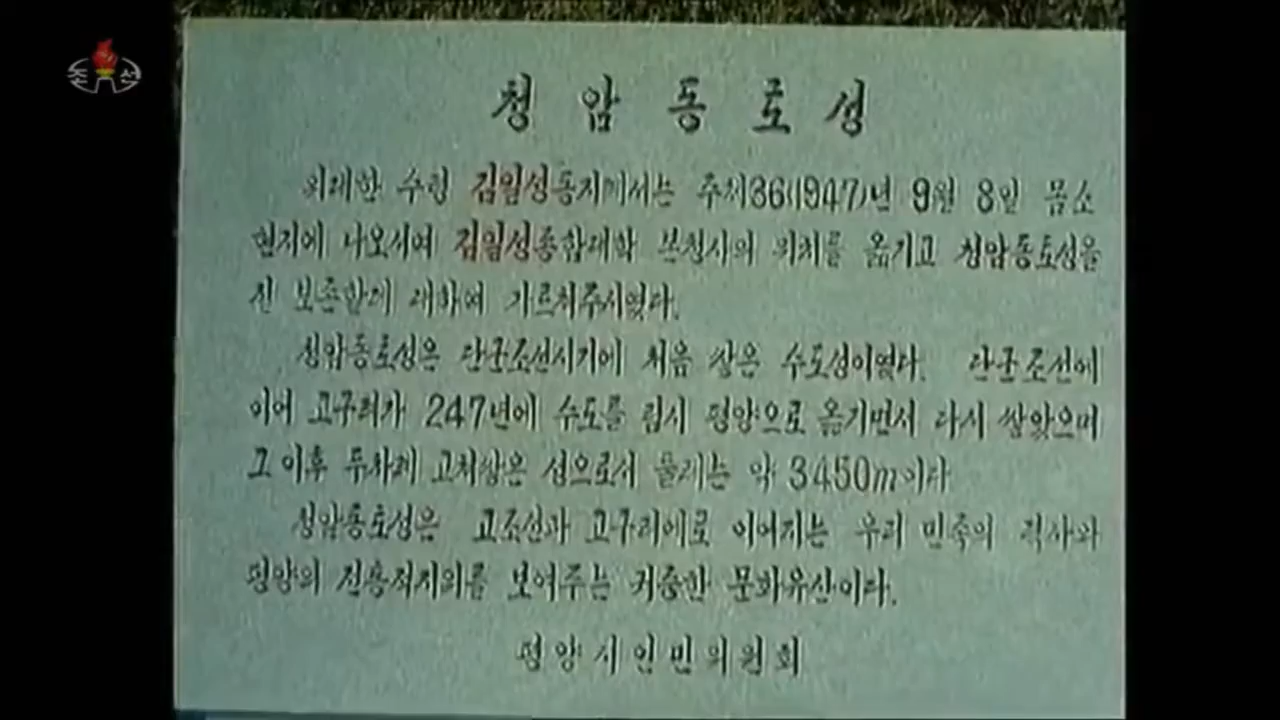 조선
청암동토성
위대한 수령 김일성동지께서는 주체36(1947)년 9월 8일 몸소
현지에 나오시여 김일성종합대학 본청사의 위치를 옮기고 청암동토성을
잘 보존할데 대하여 가르쳐주시였다.
청암동토성은 단군조선시기에 처음 쌓은 수도성이였다. 단군조선에
이어 고구려가 247년에 수도를 림시 평양으로 옮기면서 다시 쌓았으며
그 이후 두차례 고쳐쌓은 성으로서 둘레는 약 3450m이다
청암동토성은 고조선과 고구려에로 이어지는 우리 민족의 력사와
평양의 전통적지위를 보여주는 귀중한 문화유산이다.
평양시인민위원회